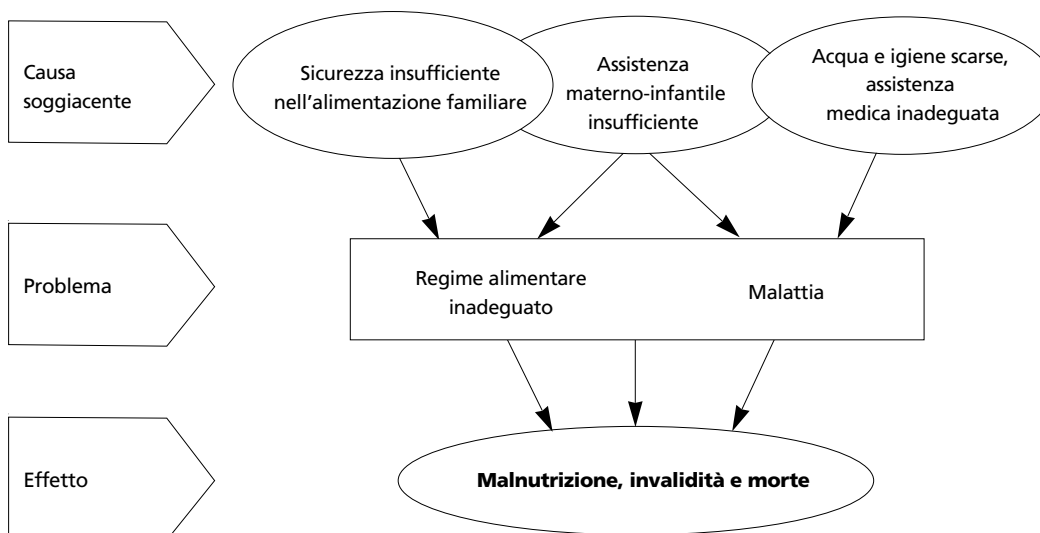 Causa
soggiacente
Sicurezza insufficiente
nell'alimentazione familiare
Assistenza
materno-infantile
insufficiente
Acqua e igiene scarse,
assistenza
medica inadeguata
Problema
Regime alimentare
inadeguato
Malattia
Effetto
Malnutrizione, invalidità e morte